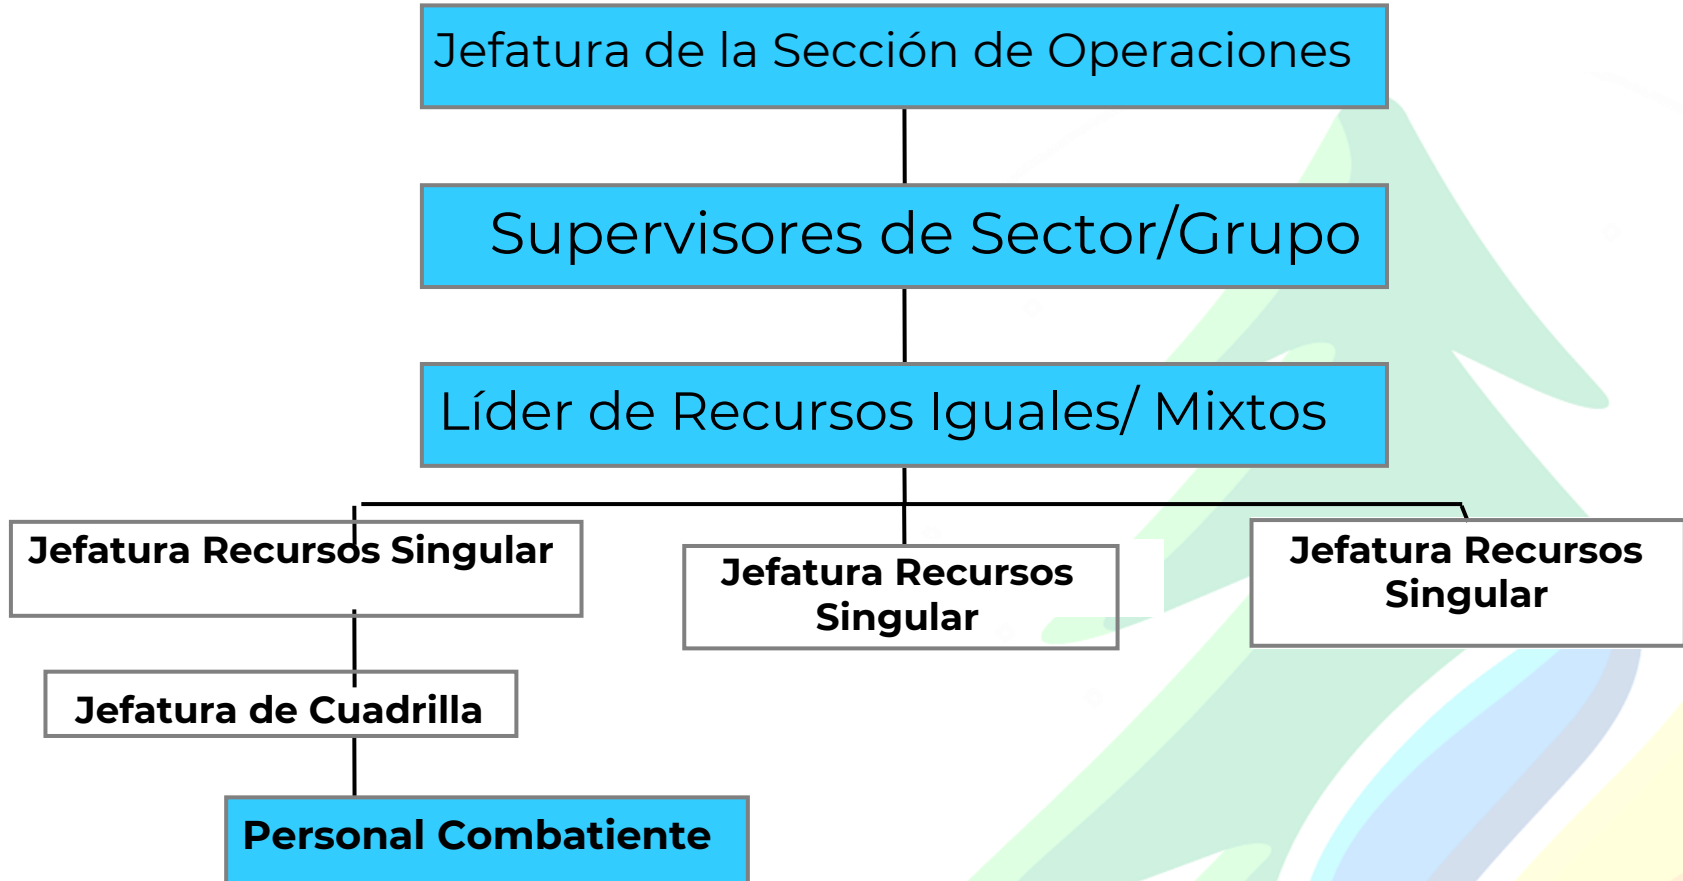 Jefatura de la Sección de Operaciones
Supervisores de Sector/Grupo
Líder de Recursos Iguales/ Mixtos
Jefatura Recursos Singular
Jefatura Recursos
Singular
Jefatura Recursos
Singular
Jefatura de Cuadrilla
Personal Combatiente